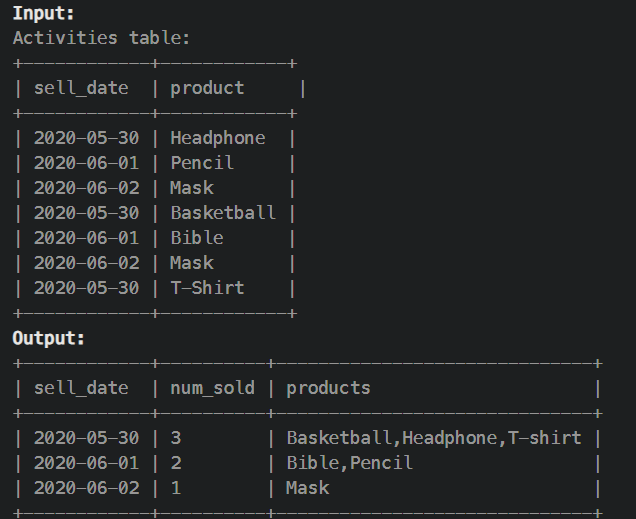 Input:
Activities table:
+------------+------------+
| sell_date  | product     |
+------------+------------+
| 2020-05-30 | Headphone  |
| 2020-06-01 | Pencil     |
| 2020-06-02 | Mask       |
| 2020-05-30 | Basketball |
| 2020-06-01 | Bible      |
| 2020-06-02 | Mask       |
| 2020-05-30 | T-Shirt    |
+------------+------------+
Output:
+------------+----------+------------------------------+
| sell_date  | num_sold | products                     |
+------------+----------+------------------------------+
| 2020-05-30 | 3        | Basketball,Headphone,T-shirt |
| 2020-06-01 | 2        | Bible,Pencil                 |
| 2020-06-02 | 1        | Mask                         |
+------------+----------+------------------------------+